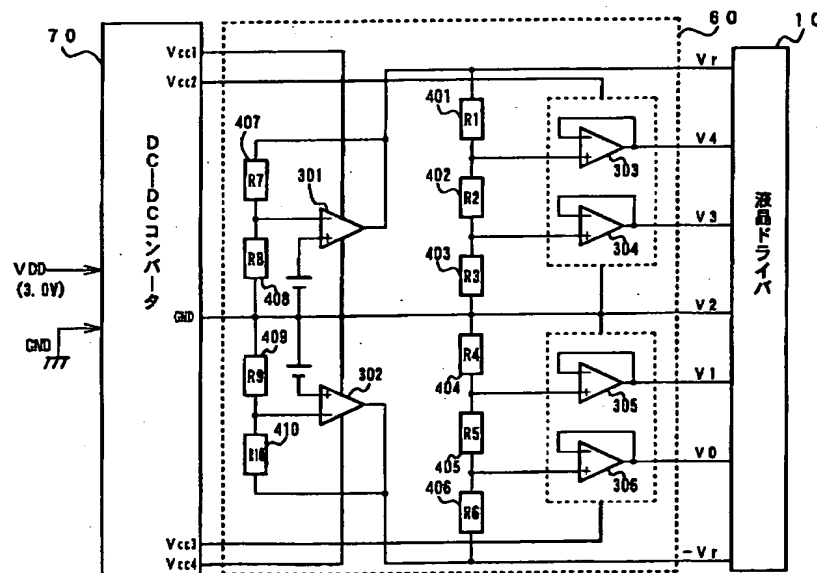 70
60
10
Vcc1
Vr
Vcc2
401
R1
407
V4
303
R7
301
402
R2
V3
304
DC-DCコンバータ
R8
403
R3
液晶ドライバ
VDD
(3.0V)
408
GND
V2
GND
409
R4
404
R9
302
V1
305
410
R5
405
V0
R10
306
406
R6
Vcc3
-Vr
Vcc4